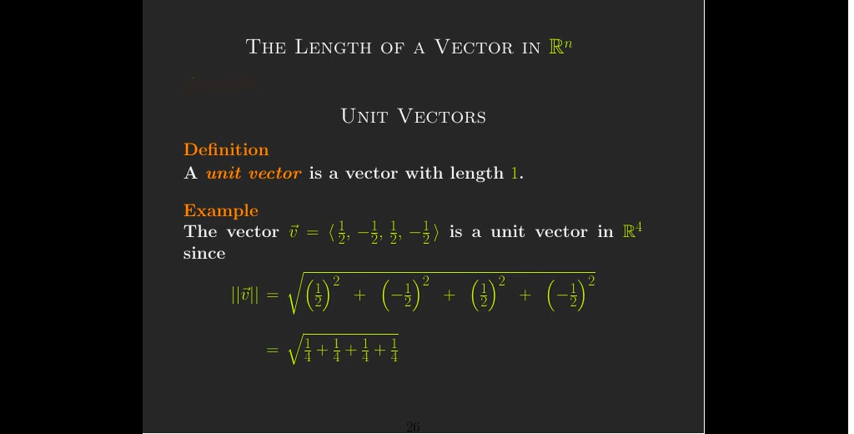 The Length of a Vector in ℝⁿ
Unit Vectors
Definition
A unit vector is a vector with length 1.
Example
The vector v⃗ = ⟨1/2, −1/2, 1/2, −1/2⟩ is a unit vector in ℝ⁴
since
||v⃗|| = √((1/2)² + (−1/2)² + (1/2)² + (−1/2)²)
= √(1/4 + 1/4 + 1/4 + 1/4)
26